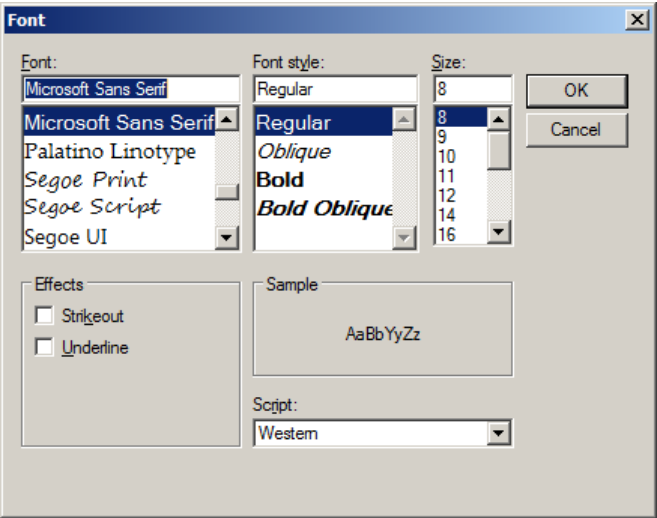 Font
Font:
Font style:
Size:
Microsoft Sans Serif
Regular
8
OK
Cancel
Microsoft Sans Serif
Palatino Linotype
Segoe Print
Segoe Script
Segoe UI
Regular
Oblique
Bold
Bold Oblique
8
9
10
11
12
14
16
Effects
Strikeout
Underline
Sample
AaBbYyZz
Script:
Western